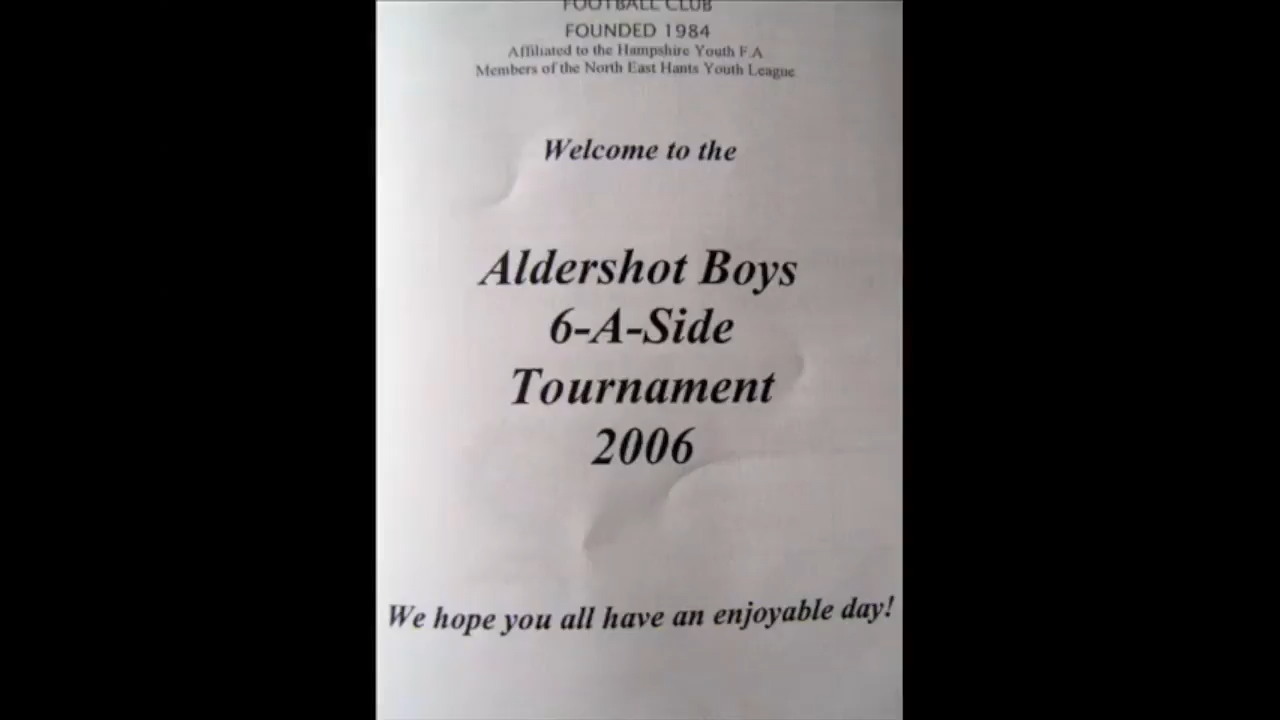 FOOTBALL CLUB
FOUNDED 1984
Affiliated to the Hampshire Youth F.A
Members of the North East Hants Youth League
Welcome to the
Aldershot Boys
6-A-Side
Tournament
2006
We hope you all have an enjoyable day!